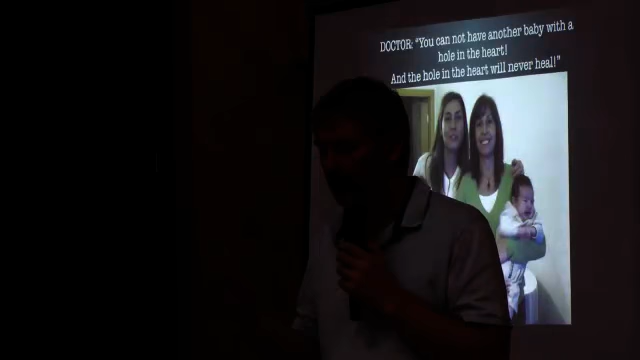 DOCTOR: "You can not have another baby with a
hole in the heart!
And the hole in the heart will never heal!"